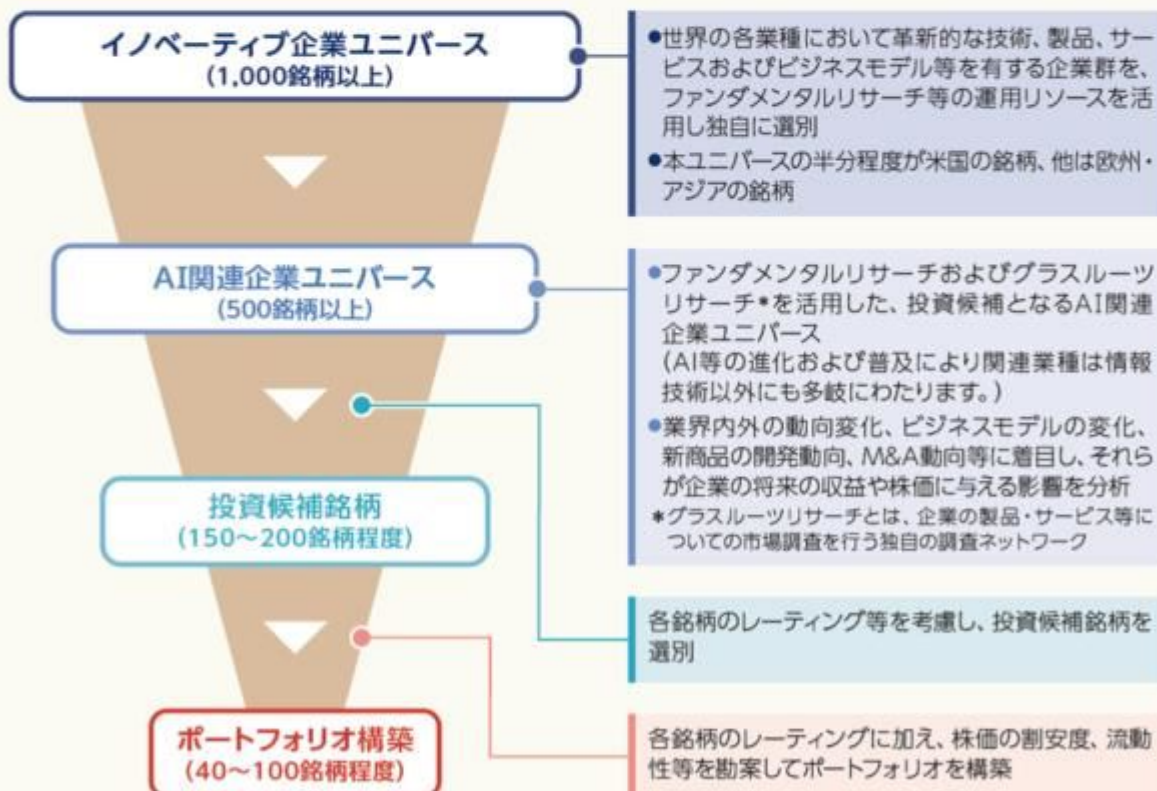 イノベーティブ企業ユニバース
(1,000銘柄以上)
●世界の各業種において革新的な技術、製品、サー
ビスおよびビジネスモデル等を有する企業群を、
ファンダメンタルリサーチ等の運用リソースを活
用し独自に選別
●本ユニバースの半分程度が米国の銘柄、他は欧州・
アジアの銘柄
AI関連企業ユニバース
(500銘柄以上)
●ファンダメンタルリサーチおよびグラスルーツ
リサーチ*を活用した、投資候補となるAI関連
企業ユニバース
(AI等の進化および普及により関連業種は情報
技術以外にも多岐にわたります。)
●業界内外の動向変化、ビジネスモデルの変化、
新商品の開発動向、M&A動向等に着目し、それら
が企業の将来の収益や株価に与える影響を分析
*グラスルーツリサーチとは、企業の製品・サービス等に
ついての市場調査を行う独自の調査ネットワーク
投資候補銘柄
(150～200銘柄程度)
各銘柄のレーティング等を考慮し、投資候補銘柄を
選別
ポートフォリオ構築
(40～100銘柄程度)
各銘柄のレーティングに加え、株価の割安度、流動
性等を勘案してポートフォリオを構築